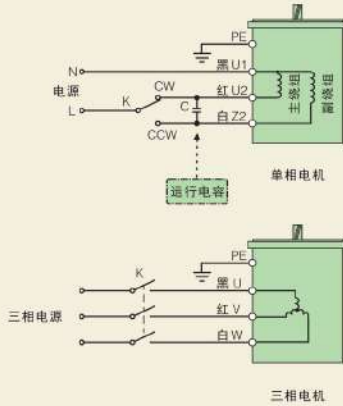 PE
N
黑 U1
电源
K
CW
红 U2
C
L
CCW
白 Z2
主绕组
副绕组
运行电容
单相电机
PE
K
黑 U
三相电源
红 V
白 W
三相电机